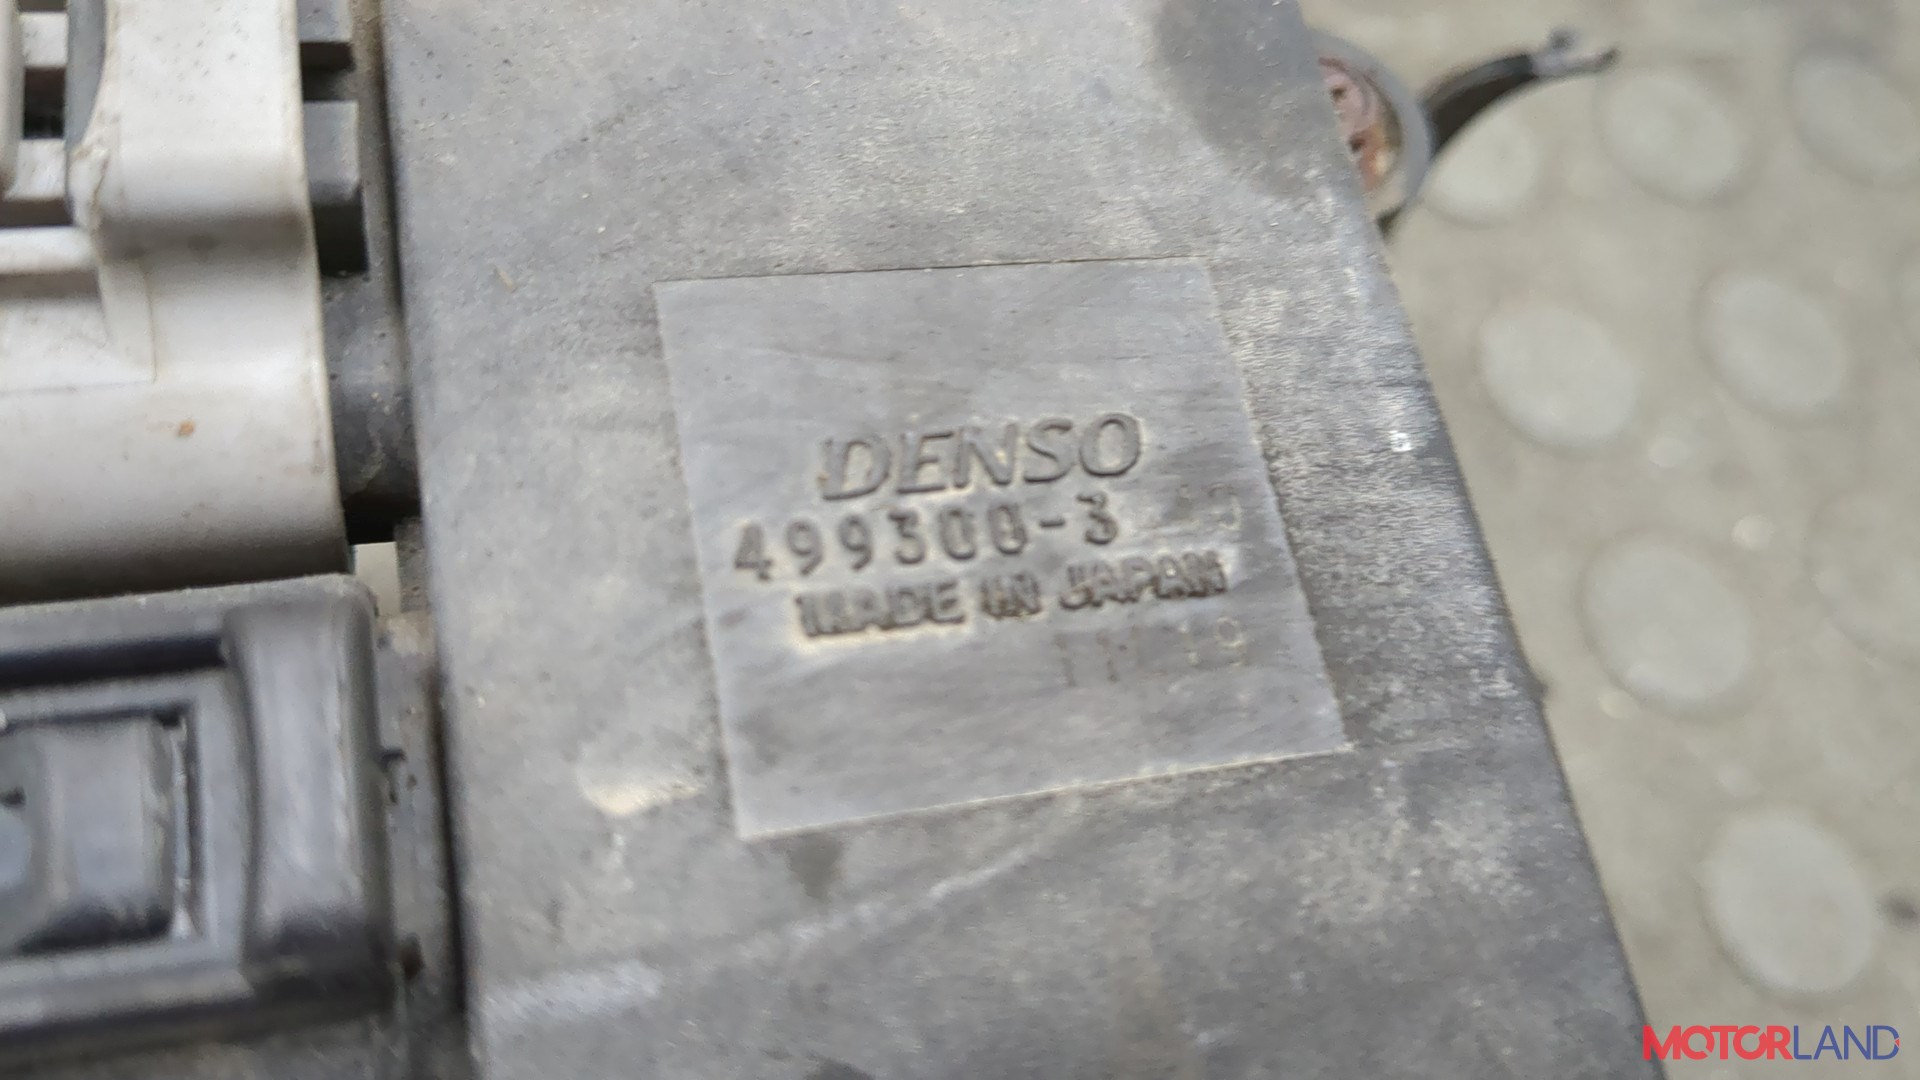 DENSO
499300-3
MADE IN JAPAN
MOTORLAND